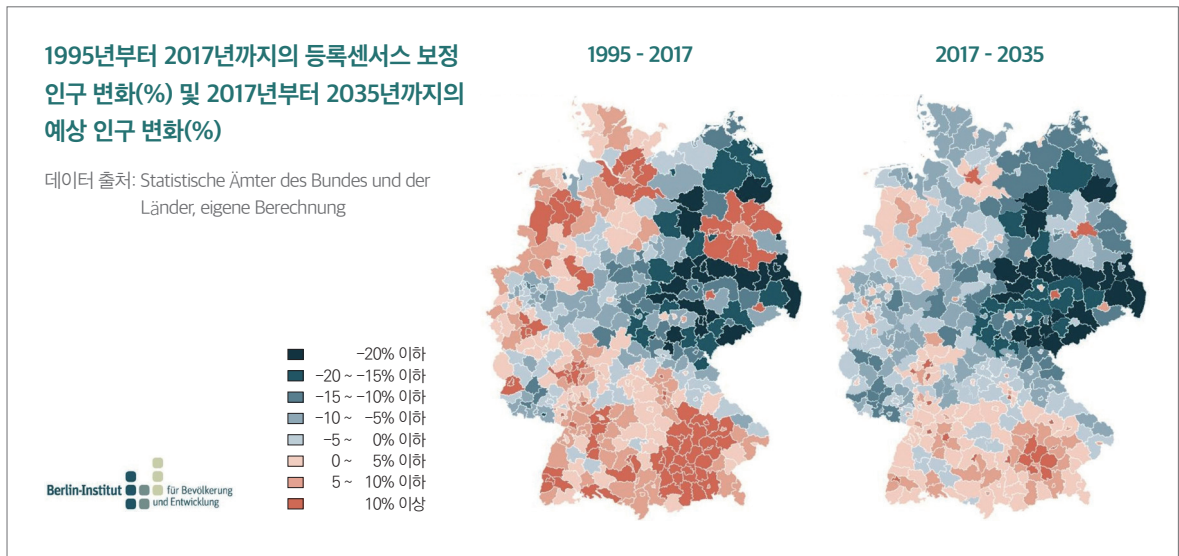 1995년부터 2017년까지의 등록센서스 보정
인구 변화(%) 및 2017년부터 2035년까지의
예상 인구 변화(%)
데이터 출처: Statistische Ämter des Bundes und der
Länder, eigene Berechnung
1995 - 2017
2017 - 2035
-20% 이하
-20 ~ -15% 이하
-15 ~ -10% 이하
-10 ~ -5% 이하
-5 ~ 0% 이하
0 ~ 5% 이하
5 ~ 10% 이하
10% 이상
Berlin-Institut für Bevölkerung
und Entwicklung